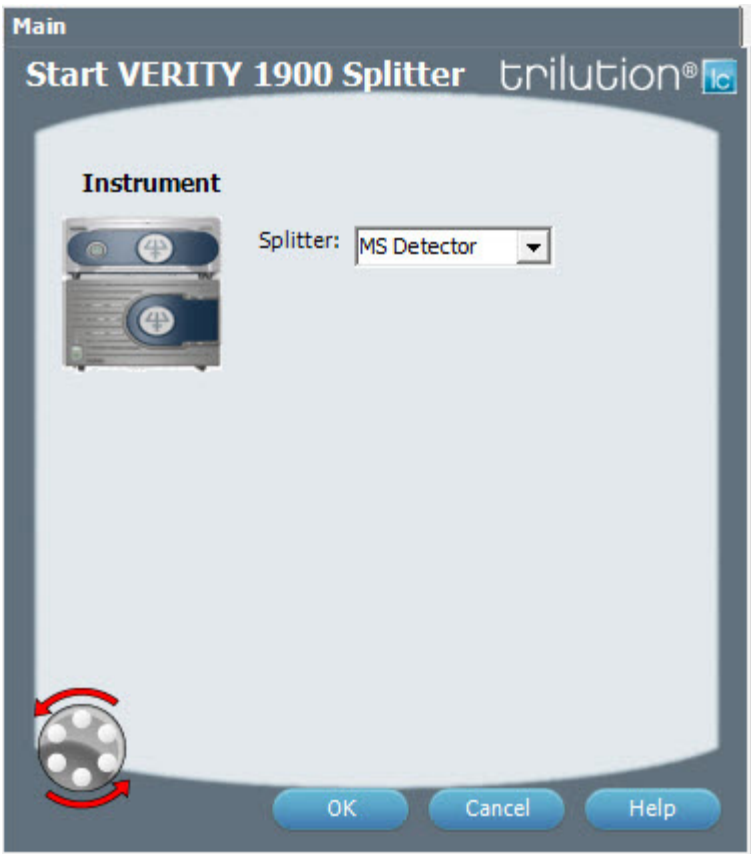 Main
Start VERITY 1900 Splitter trilution® lc
Instrument
Splitter: MS Detector
OK Cancel Help